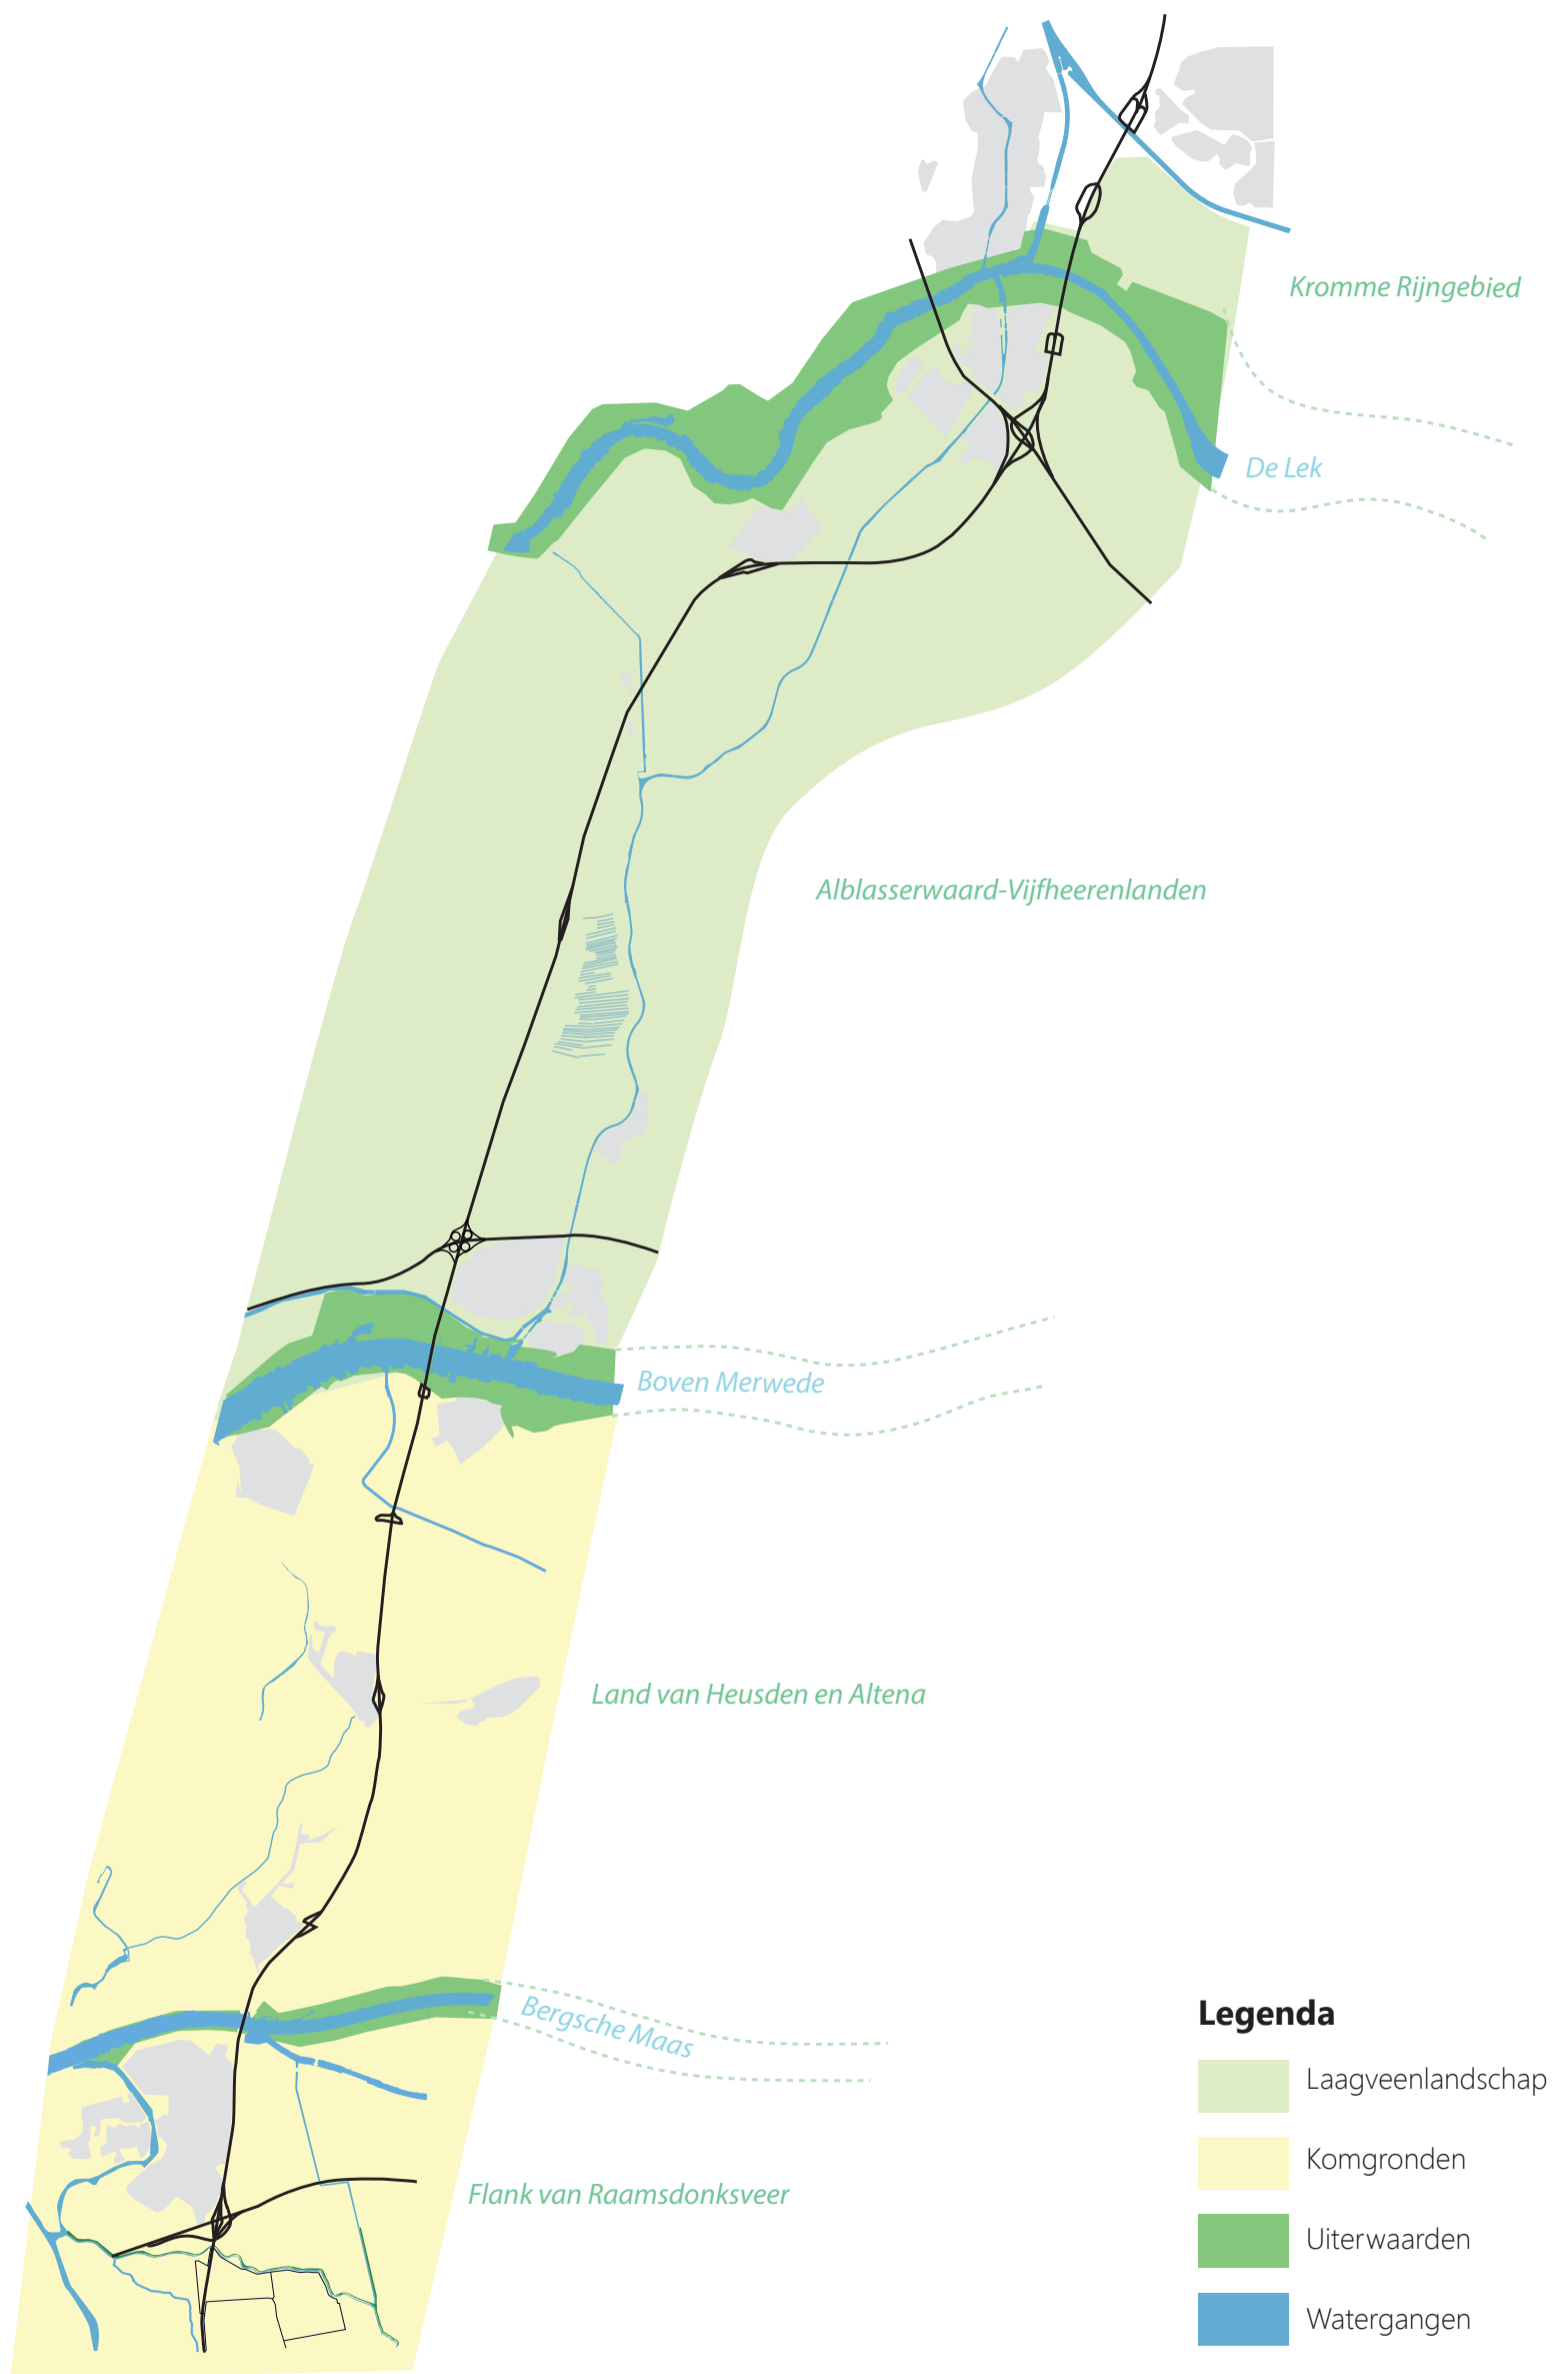 Kromme Rijngebied
De Lek
Alblasserwaard-Vijfheerenlanden
Boven Merwede
Land van Heusden en Altena
Bergsche Maas
Flank van Raamsdonksveer
Legenda
Laagveenlandschap
Komgronden
Uiterwaarden
Watergangen